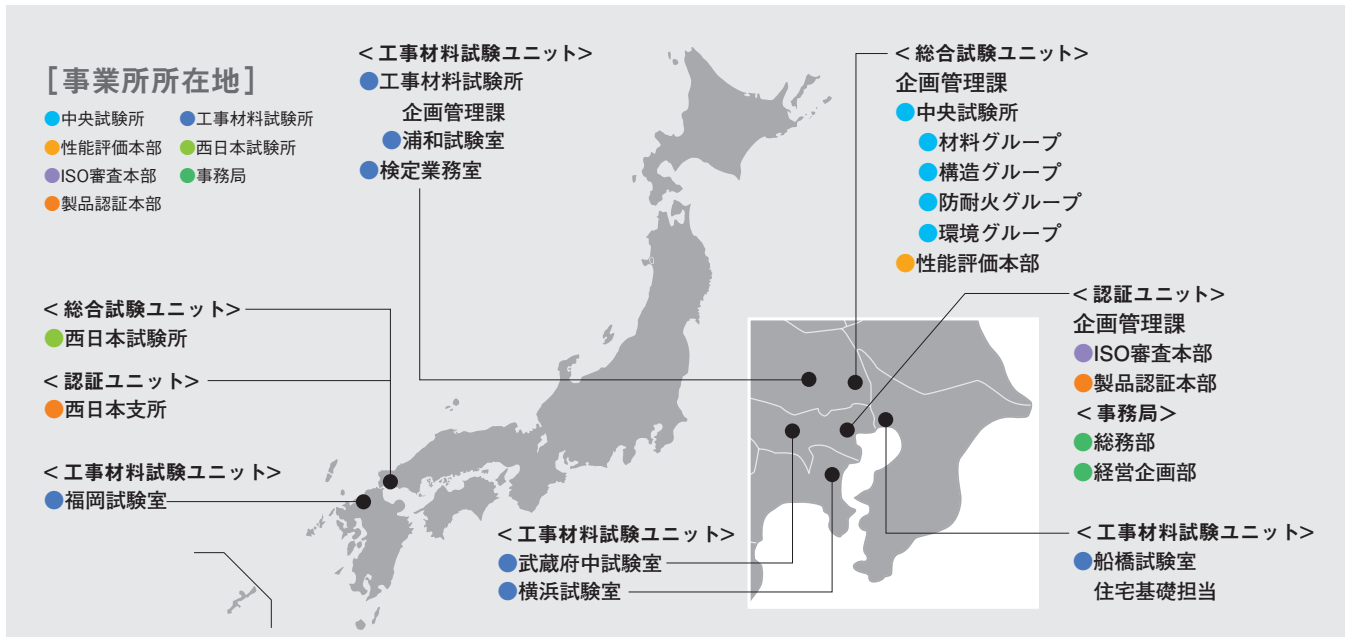 [事業所所在地]
●中央試験所 ●工事材料試験所
●性能評価本部 ●西日本試験所
●ISO審査本部 ●事務局
●製品認証本部
<工事材料試験ユニット>
●工事材料試験所
企画管理課
●浦和試験室
●検定業務室
<総合試験ユニット>
企画管理課
●中央試験所
●材料グループ
●構造グループ
●防耐火グループ
●環境グループ
●性能評価本部
<総合試験ユニット>
●西日本試験所
<認証ユニット>
●西日本支所
<工事材料試験ユニット>
●福岡試験室
<認証ユニット>
企画管理課
●ISO審査本部
●製品認証本部
<事務局>
●総務部
●経営企画部
<工事材料試験ユニット>
●武蔵府中試験室
●横浜試験室
<工事材料試験ユニット>
●船橋試験室
住宅基礎担当